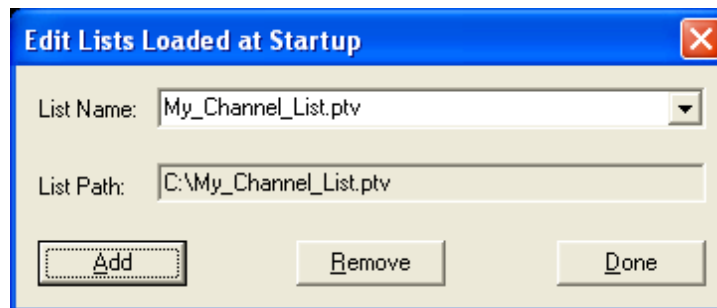 Edit Lists Loaded at Startup
List Name: My_Channel_List.ptv
List Path: C:\My_Channel_List.ptv
Add Remove Done